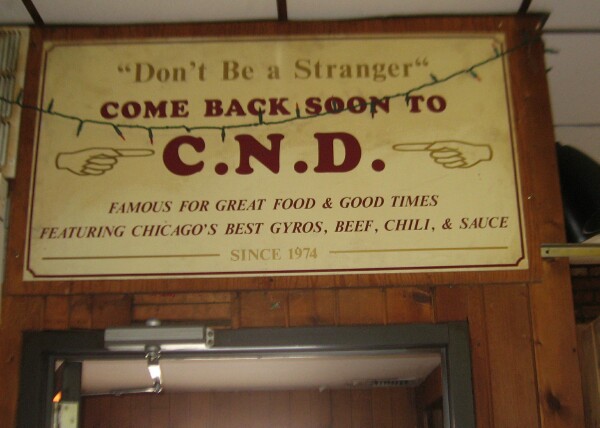 "Don't Be a Stranger"
COME BACK SOON TO
C.N.D.
FAMOUS FOR GREAT FOOD & GOOD TIMES
FEATURING CHICAGO'S BEST GYROS, BEEF, CHILI, & SAUCE
SINCE 1974